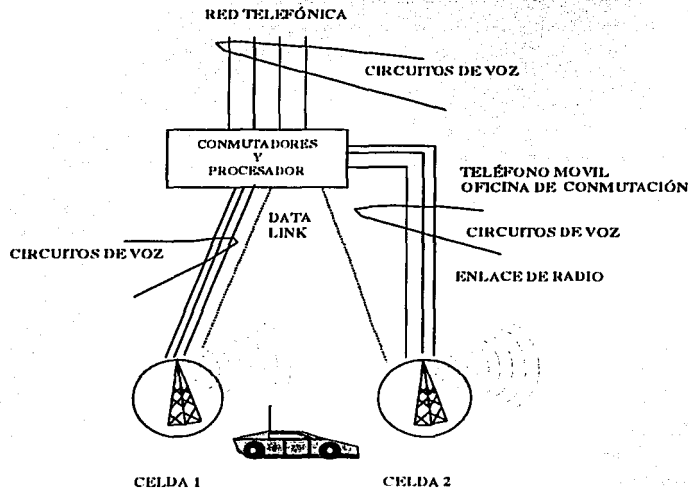 RED TELEFÓNICA
CIRCUITOS DE VOZ
CONMUTADORES
Y
PROCESADOR
TELÉFONO MOVIL
OFICINA DE CONMUTACIÓN
DATA
LINK
CIRCUITOS DE VOZ
CIRCUITOS DE VOZ
ENLACE DE RADIO
CELDA 1
CELDA 2